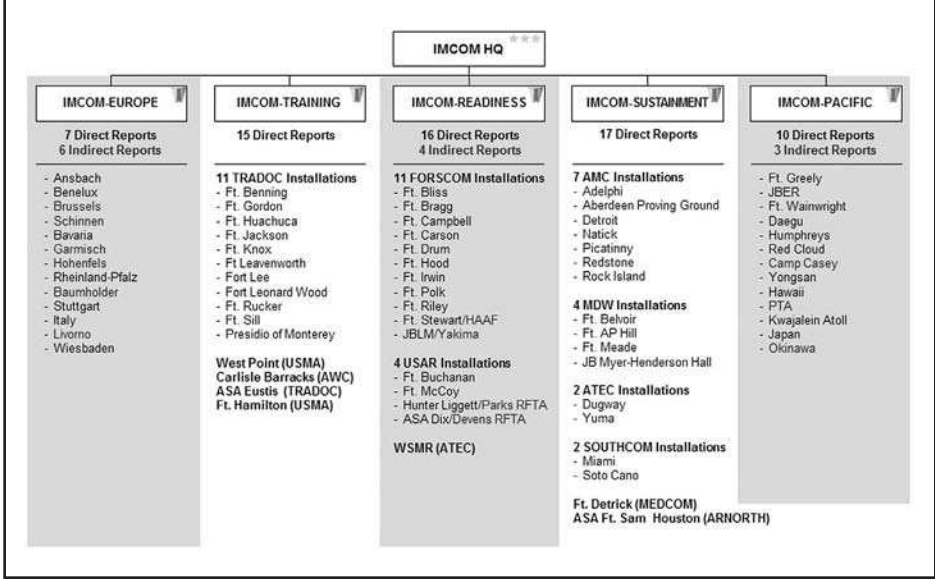 IMCOM HQ
IMCOM-EUROPE
7 Direct Reports
6 Indirect Reports
- Ansbach
- Benelux
- Brussels
- Schinnen
- Bavaria
- Garmisch
- Hohenfels
- Rheinland-Pfalz
- Baumholder
- Stuttgart
- Italy
- Livorno
- Wiesbaden
IMCOM-TRAINING
15 Direct Reports
11 TRADOC Installations
- Ft. Benning
- Ft. Gordon
- Ft. Huachuca
- Ft. Jackson
- Ft. Knox
- Ft Leavenworth
- Fort Lee
- Fort Leonard Wood
- Ft. Rucker
- Ft. Sill
- Presidio of Monterey
West Point (USMA)
Carlisle Barracks (AWC)
ASA Eustis (TRADOC)
Ft. Hamilton (USMA)
IMCOM-READINESS
16 Direct Reports
4 Indirect Reports
11 FORSCOM Installations
- Ft. Bliss
- Ft. Bragg
- Ft. Campbell
- Ft. Carson
- Ft. Drum
- Ft. Hood
- Ft. Irwin
- Ft. Polk
- Ft. Riley
- Ft. Stewart/HAAF
- JBLM/Yakima
4 USAR Installations
- Ft. Buchanan
- Ft. McCoy
- Hunter Liggett/Parks RFTA
- ASA Dix/Devens RFTA
WSMR (ATEC)
IMCOM-SUSTAINMENT
17 Direct Reports
7 AMC Installations
- Adelphi
- Aberdeen Proving Ground
- Detroit
- Natick
- Picatinny
- Redstone
- Rock Island
4 MDW Installations
- Ft. Belvoir
- Ft. AP Hill
- Ft. Meade
- JB Myer-Henderson Hall
2 ATEC Installations
- Dugway
- Yuma
2 SOUTHCOM Installations
- Miami
- Soto Cano
Ft. Detrick (MEDCOM)
ASA Ft. Sam Houston (ARNORTH)
IMCOM-PACIFIC
10 Direct Reports
3 Indirect Reports
- Ft. Greely
- JBER
- Ft. Wainwright
- Daegu
- Humphreys
- Red Cloud
- Camp Casey
- Yongsan
- Hawaii
- PTA
- Kwajalein Atoll
- Japan
- Okinawa